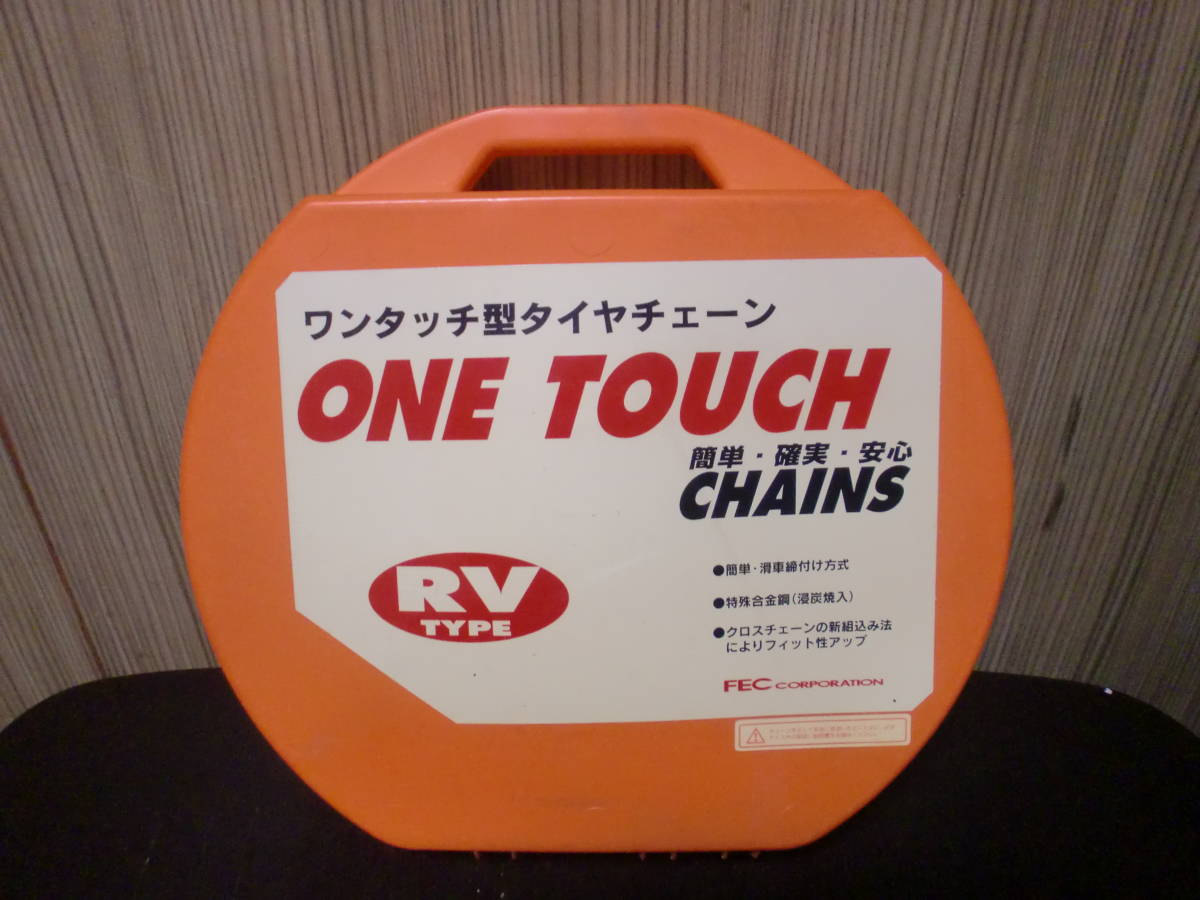 ワンタッチ型タイヤチェーン
ONE TOUCH
簡単・確実・安心
CHAINS
RV
TYPE
●簡単・滑車締付け方式
●特殊合金鋼(浸炭焼入)
●クロスチェーンの新組込み法
によりフィット性アップ
FEC CORPORATION